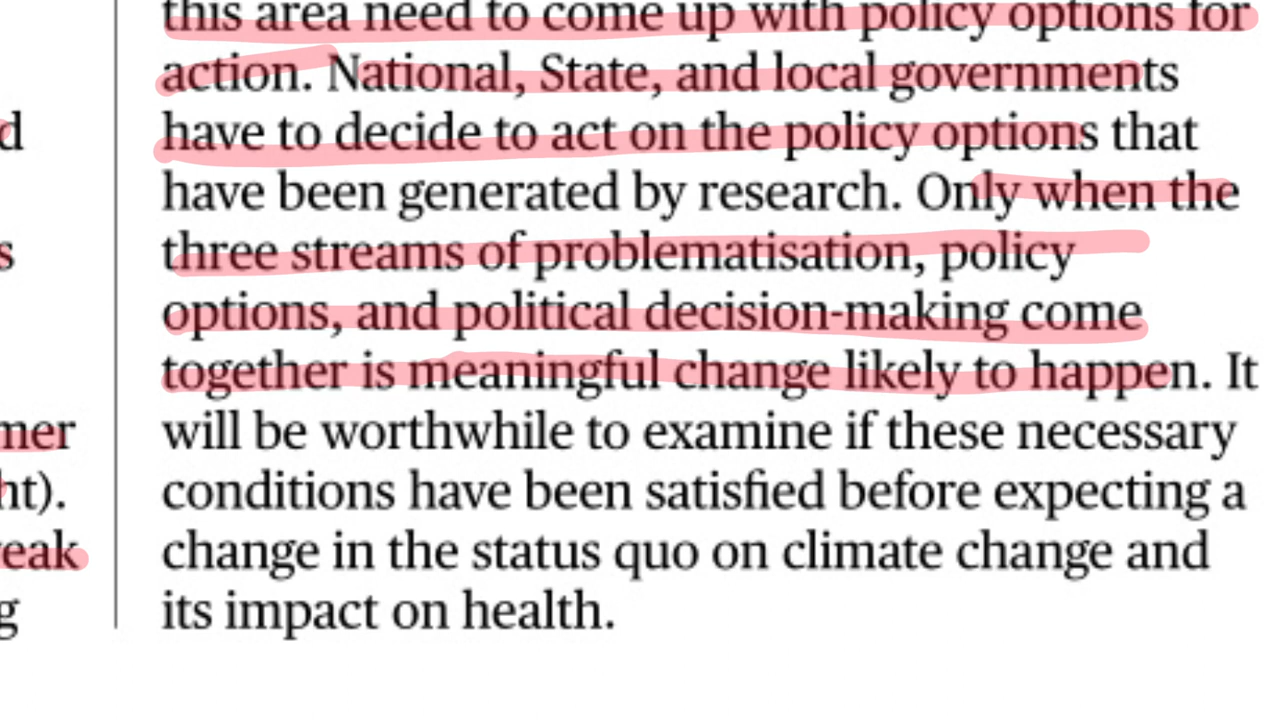 d
s
mer
ht).
eak
g
this area need to come up with policy options for
action. National, State, and local governments
have to decide to act on the policy options that
have been generated by research. Only when the
three streams of problematisation, policy
options, and political decision-making come
together is meaningful change likely to happen. It
will be worthwhile to examine if these necessary
conditions have been satisfied before expecting a
change in the status quo on climate change and
its impact on health.